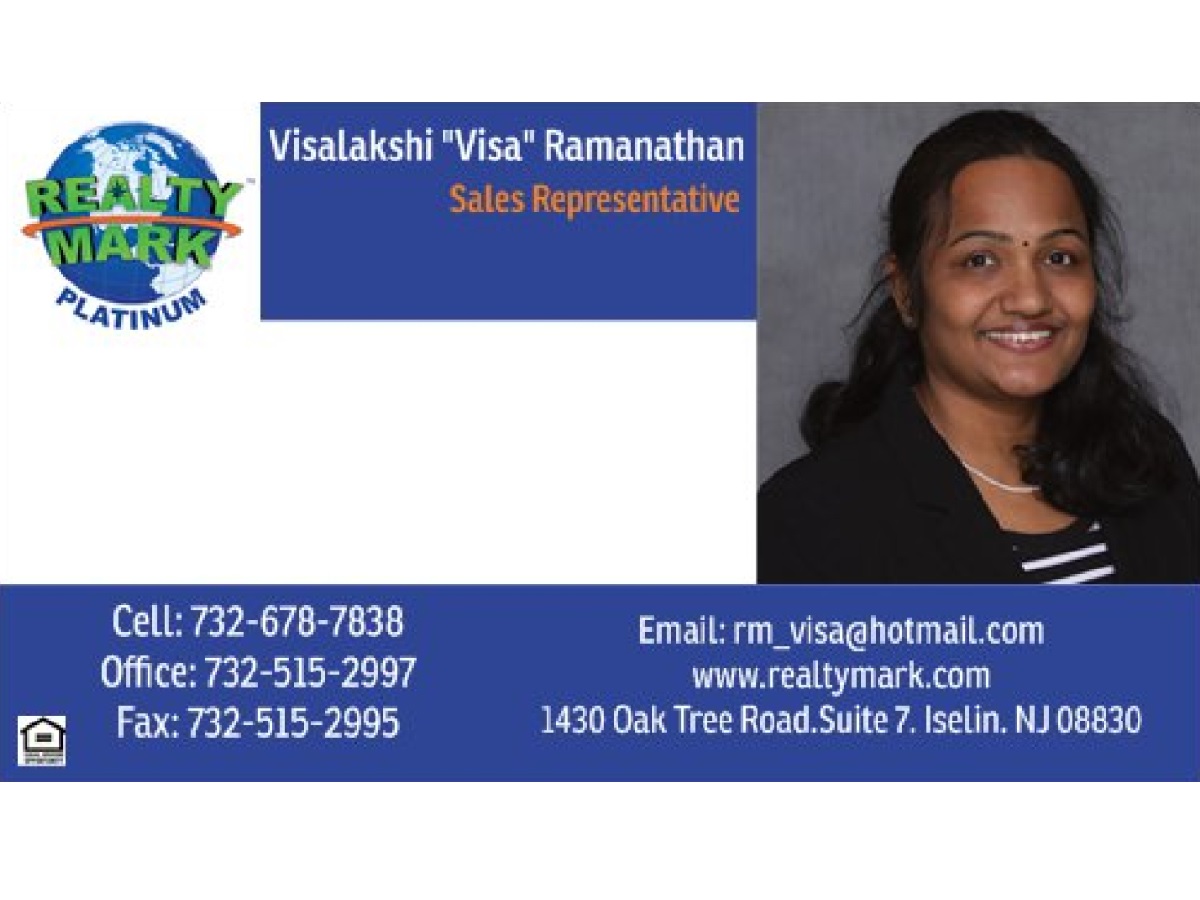 REALTY
MARK
PLATINUM
Visalakshi "Visa" Ramanathan
Sales Representative
Cell: 732-678-7838
Office: 732-515-2997
Fax: 732-515-2995
Email: rm_visa@hotmail.com
www.realtymark.com
1430 Oak Tree Road.Suite 7. Iselin. NJ 08830